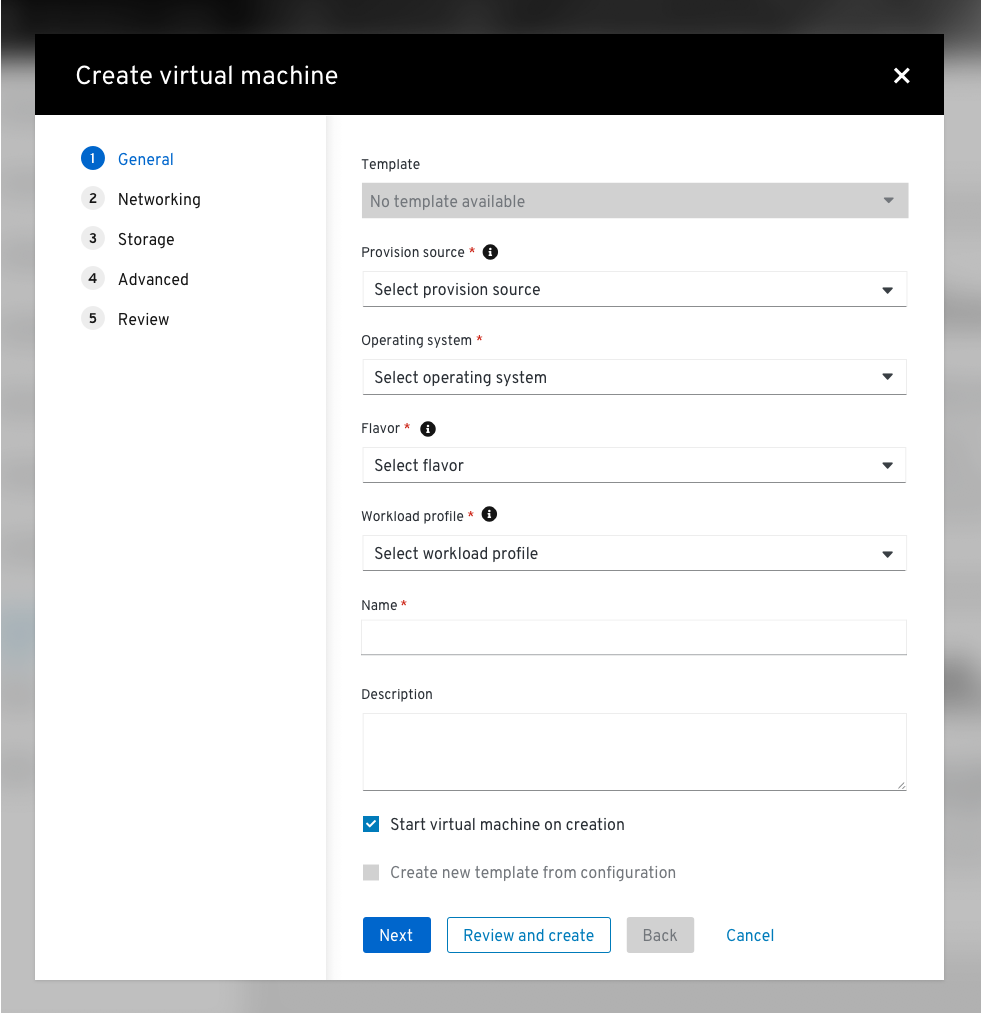 Create virtual machine
1 General
2 Networking
3 Storage
4 Advanced
5 Review
Template
No template available
Provision source *
Select provision source
Operating system *
Select operating system
Flavor *
Select flavor
Workload profile *
Select workload profile
Name *
Description
Start virtual machine on creation
Create new template from configuration
Next Review and create Back Cancel